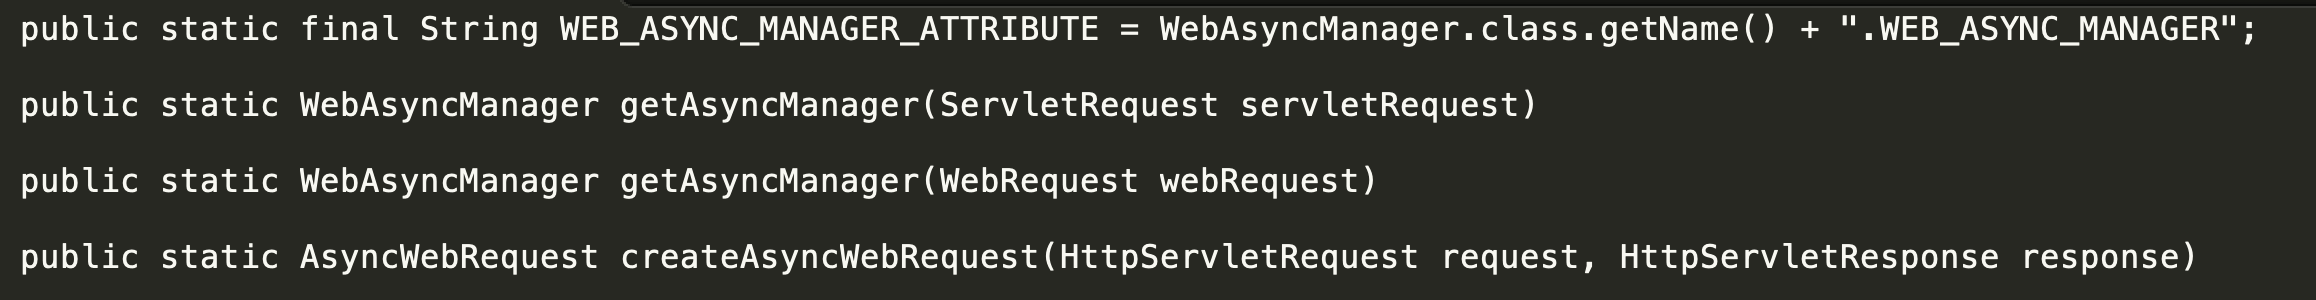 public static final String WEB_ASYNC_MANAGER_ATTRIBUTE = WebAsyncManager.class.getName() + ".WEB_ASYNC_MANAGER";
public static WebAsyncManager getAsyncManager(ServletRequest servletRequest)
public static WebAsyncManager getAsyncManager(WebRequest webRequest)
public static AsyncWebRequest createAsyncWebRequest(HttpServletRequest request, HttpServletResponse response)